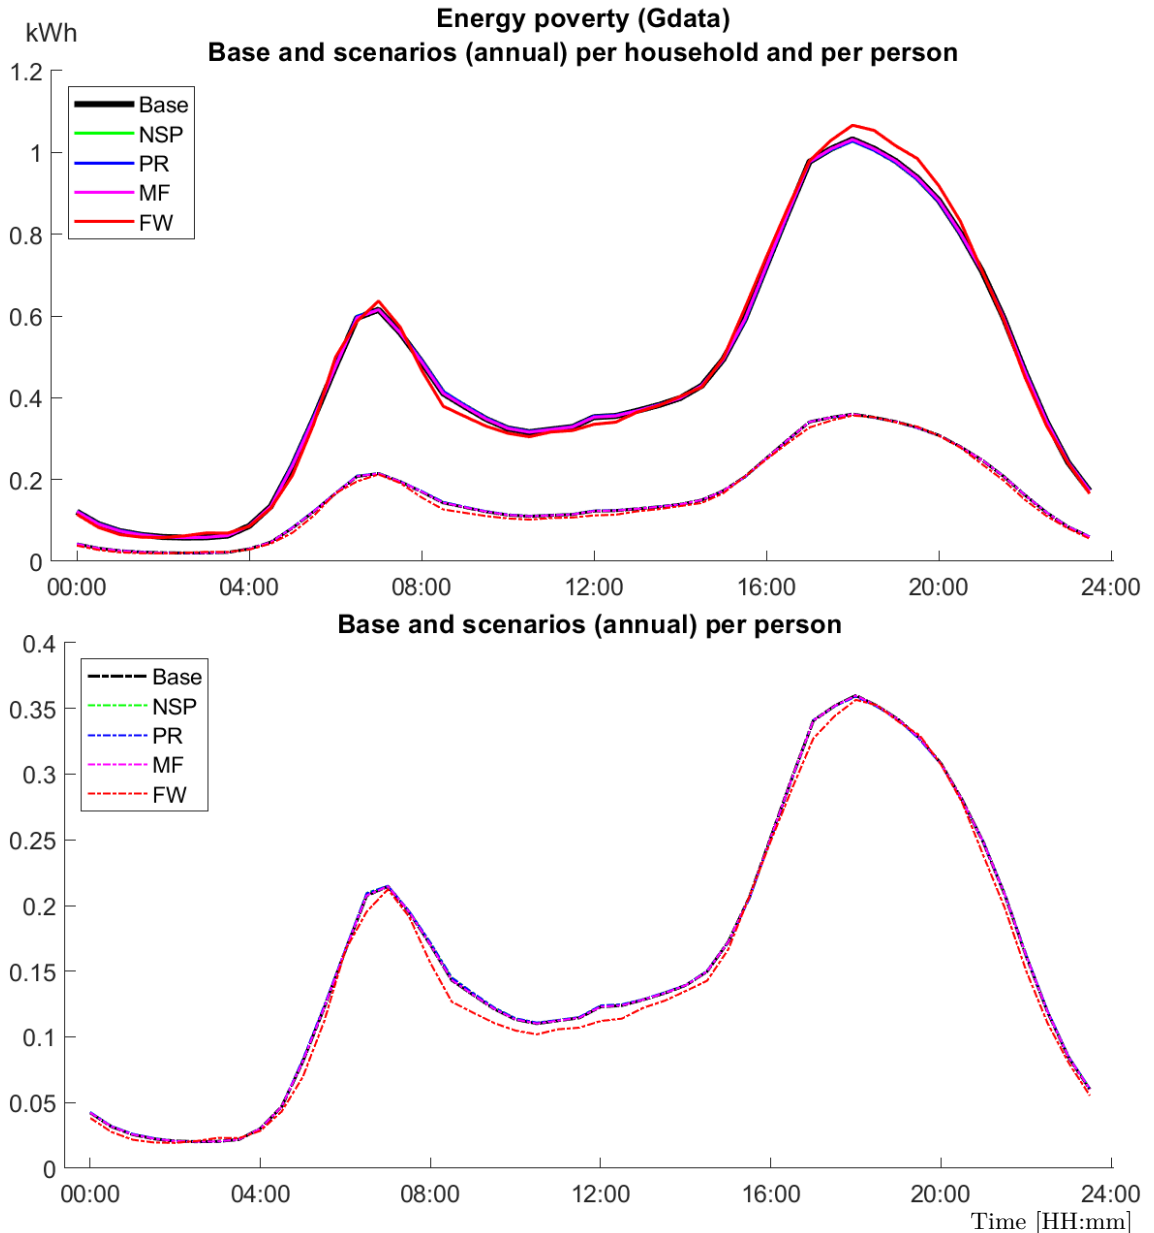 Energy poverty (Gdata)
kWh
Base and scenarios (annual) per household and per person
1.2
1
0.8
0.6
0.4
0.2
0
Base
NSP
PR
MF
FW
00:00 04:00 08:00 12:00 16:00 20:00 24:00
Base and scenarios (annual) per person
0.4
0.35
0.3
0.25
0.2
0.15
0.1
0.05
0
Base
NSP
PR
MF
FW
00:00 04:00 08:00 12:00 16:00 20:00 24:00
Time [HH:mm]